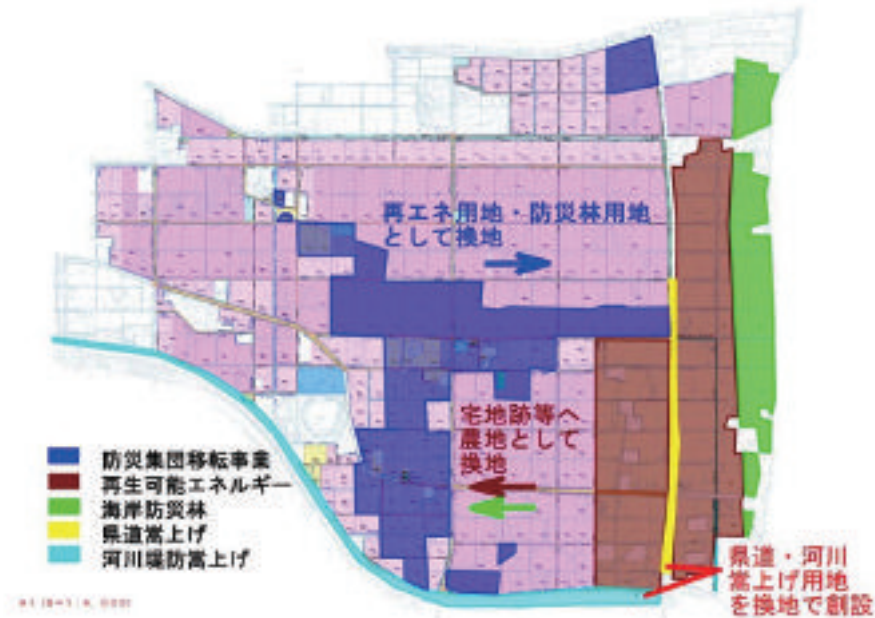 再エネ用地・防災林用地
として換地
宅地跡等へ
農地として
換地
防災集団移転事業
再生可能エネルギー
海岸防災林
県道嵩上げ
河川堤防嵩上げ
県道・河川
嵩上げ用地
を換地で創設